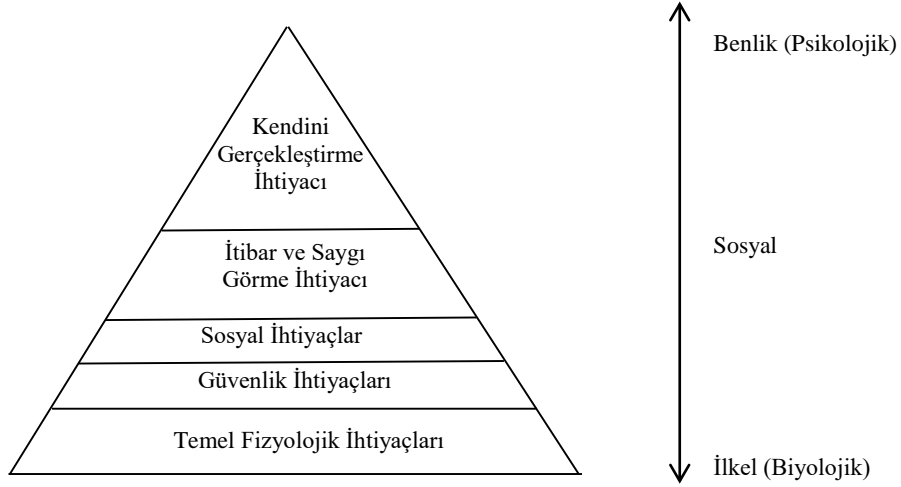 Benlik (Psikolojik)
Kendini
Gerçekleştirme
İhtiyacı
İtibar ve Saygı
Görme İhtiyacı
Sosyal
Sosyal İhtiyaçlar
Güvenlik İhtiyaçları
Temel Fizyolojik İhtiyaçları
İlkel (Biyolojik)